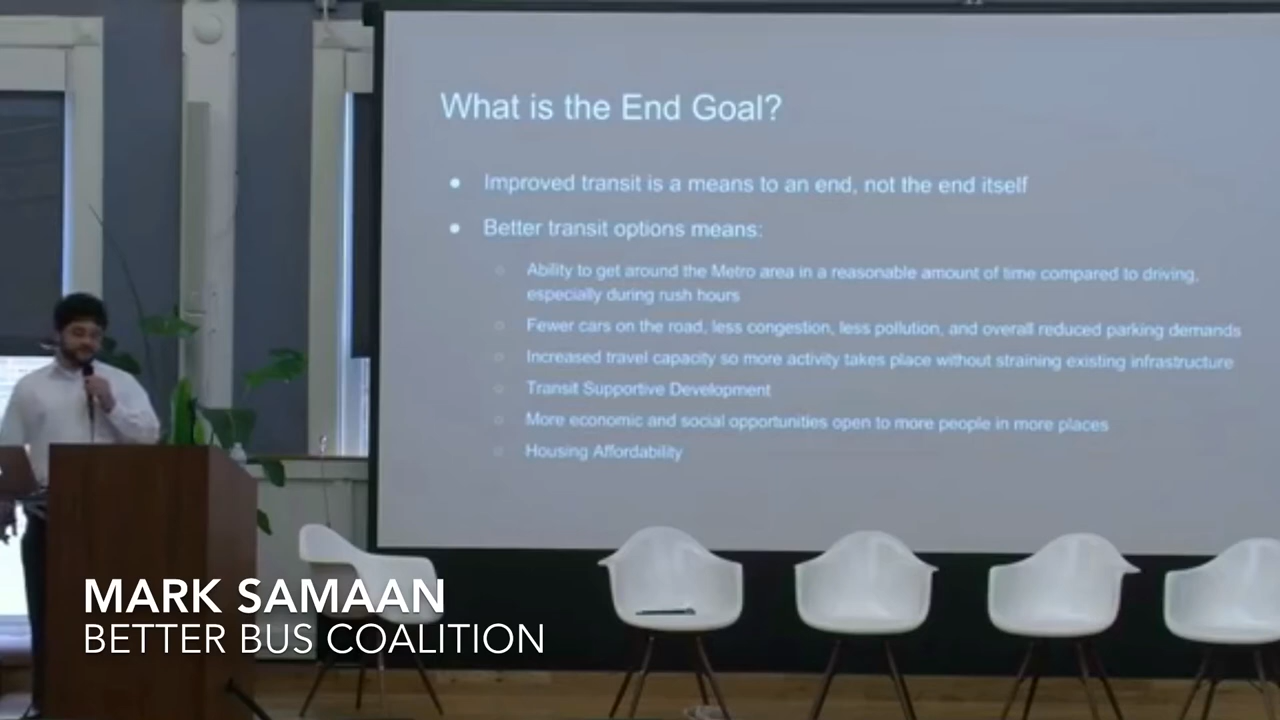 What is the End Goal?
● Improved transit is a means to an end, not the end itself
● Better transit options means:
○ Ability to get around the Metro area in a reasonable amount of time compared to driving,
especially during rush hours
○ Fewer cars on the road, less congestion, less pollution, and overall reduced parking demands
○ Increased travel capacity so more activity takes place without straining existing infrastructure
○ Transit Supportive Development
○ More economic and social opportunities open to more people in more places
○ Housing Affordability
MARK SAMAAN
BETTER BUS COALITION